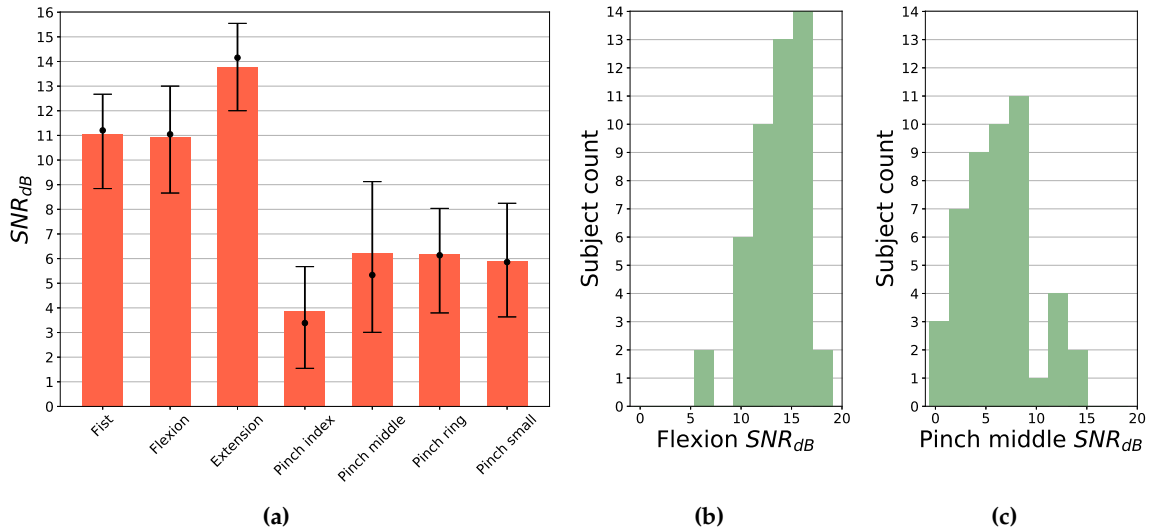 16
15
14
13
12
11
10
9
8
7
6
5
4
3
2
1
0
SNR_dB
Fist
Flexion
Extension
Pinch index
Pinch middle
Pinch ring
Pinch small
(a)
14
13
12
11
10
9
8
7
6
5
4
3
2
1
0
Subject count
0 5 10 15 20
Flexion SNR_dB
(b)
14
13
12
11
10
9
8
7
6
5
4
3
2
1
0
Subject count
0 5 10 15 20
Pinch middle SNR_dB
(c)